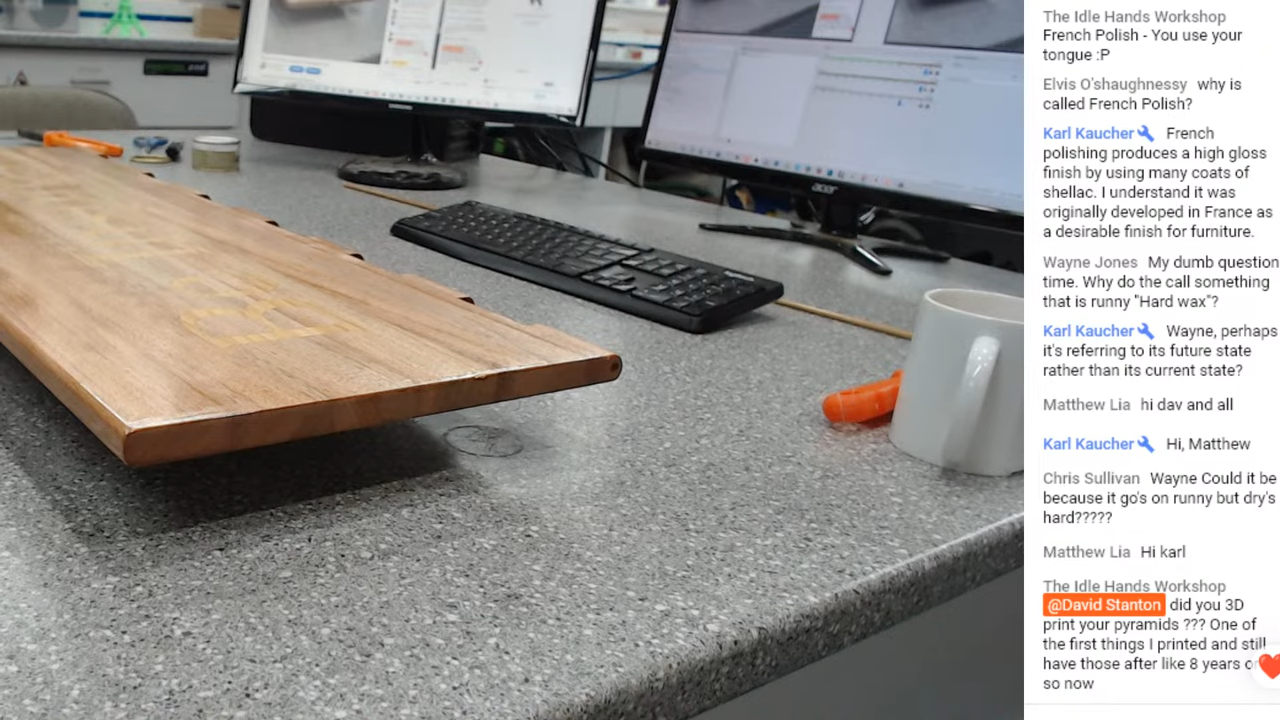 The Idle Hands Workshop
French Polish - You use your
tongue :P
Elvis O'shaughnessy why is
called French Polish?
Karl Kaucher French
polishing produces a high gloss
finish by using many coats of
shellac. I understand it was
originally developed in France as
a desirable finish for furniture.
Wayne Jones My dumb question
time. Why do the call something
that is runny "Hard wax"?
Karl Kaucher Wayne, perhaps
it's referring to its future state
rather than its current state?
Matthew Lia hi dav and all
Karl Kaucher Hi, Matthew
Chris Sullivan Wayne Could it be
because it go's on runny but dry's
hard?????
Matthew Lia Hi karl
The Idle Hands Workshop
@David Stanton did you 3D
print your pyramids ??? One of
the first things I printed and still
have those after like 8 years or
so now
SAMSUNG
acer